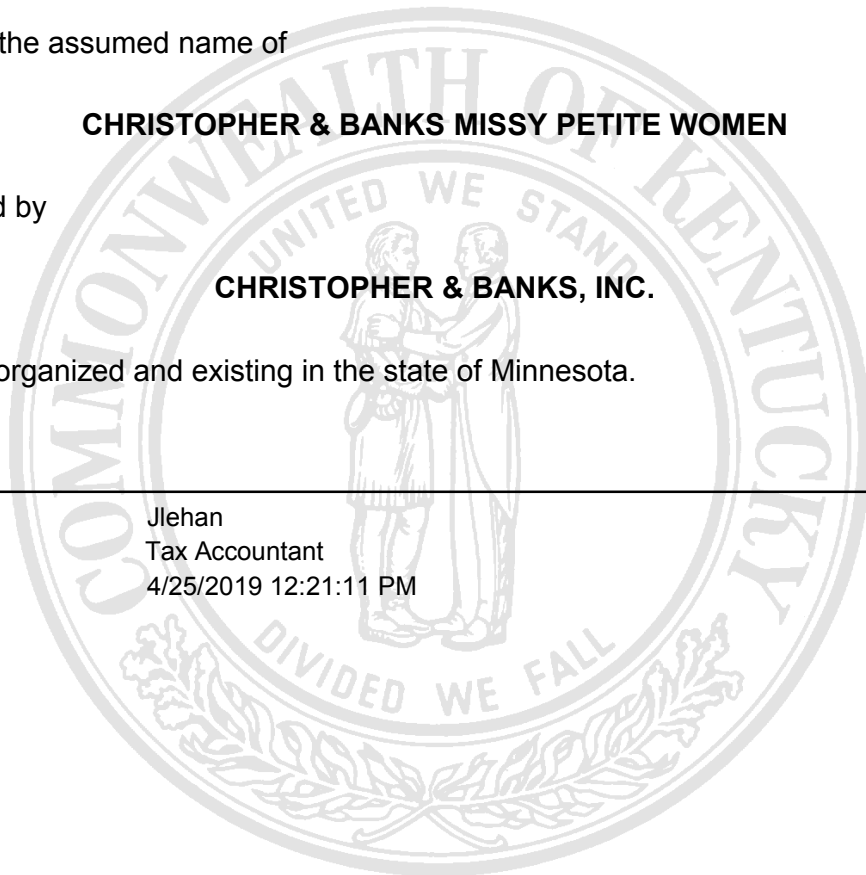 the assumed name of
CHRISTOPHER & BANKS MISSY PETITE WOMEN
d by
CHRISTOPHER & BANKS, INC.
organized and existing in the state of Minnesota.
Jlehan
Tax Accountant
4/25/2019 12:21:11 PM
COMMONWEALTH OF KENTUCKY
UNITED WE STAND
DIVIDED WE FALL